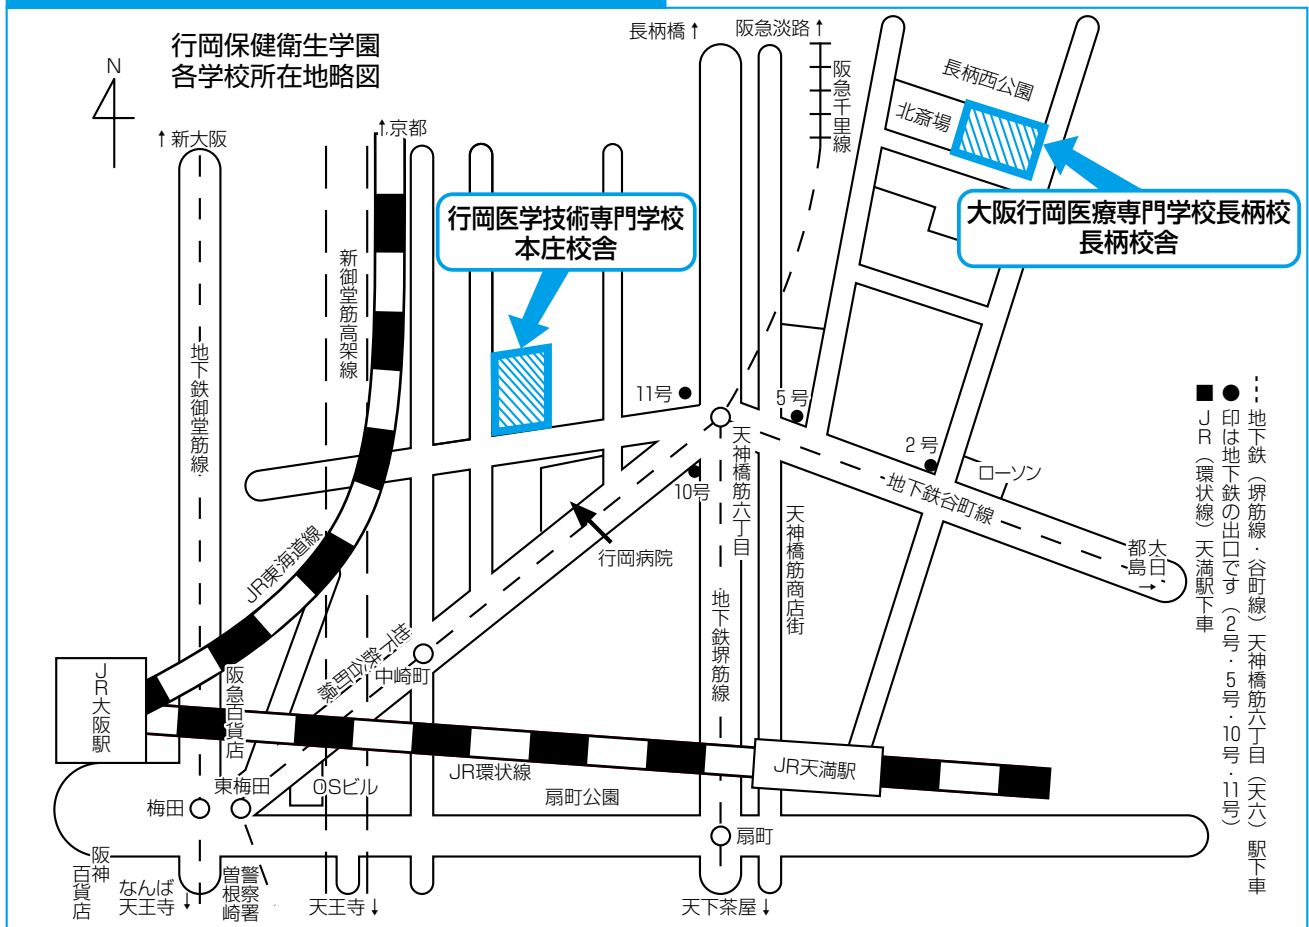 行岡保健衛生学園
各学校所在地略図
N
↑新大阪
↑京都
長柄橋↑
阪急淡路↑
阪急千里線
長柄西公園
北斎場
行岡医学技術専門学校
本庄校舎
大阪行岡医療専門学校長柄校
長柄校舎
新御堂筋高架線
地下鉄御堂筋線
11号
5号
2号
10号
ローソン
天神橋筋六丁目
地下鉄谷町線
大日
都島
→
行岡病院
天神橋筋商店街
地下鉄堺筋線
JR東海道線
地下鉄谷町線
中崎町
JR大阪駅
阪急百貨店
JR環状線
JR天満駅
東梅田
OSビル
梅田
扇町公園
扇町
阪神
百貨店
なんば
天王寺↓
曽根崎
警察署
天王寺↓
天下茶屋↓
地下鉄（堺筋線・谷町線）天神橋筋六丁目（天六）駅下車
●印は地下鉄の出口です（2号・5号・10号・11号）
■JR（環状線）天満駅下車